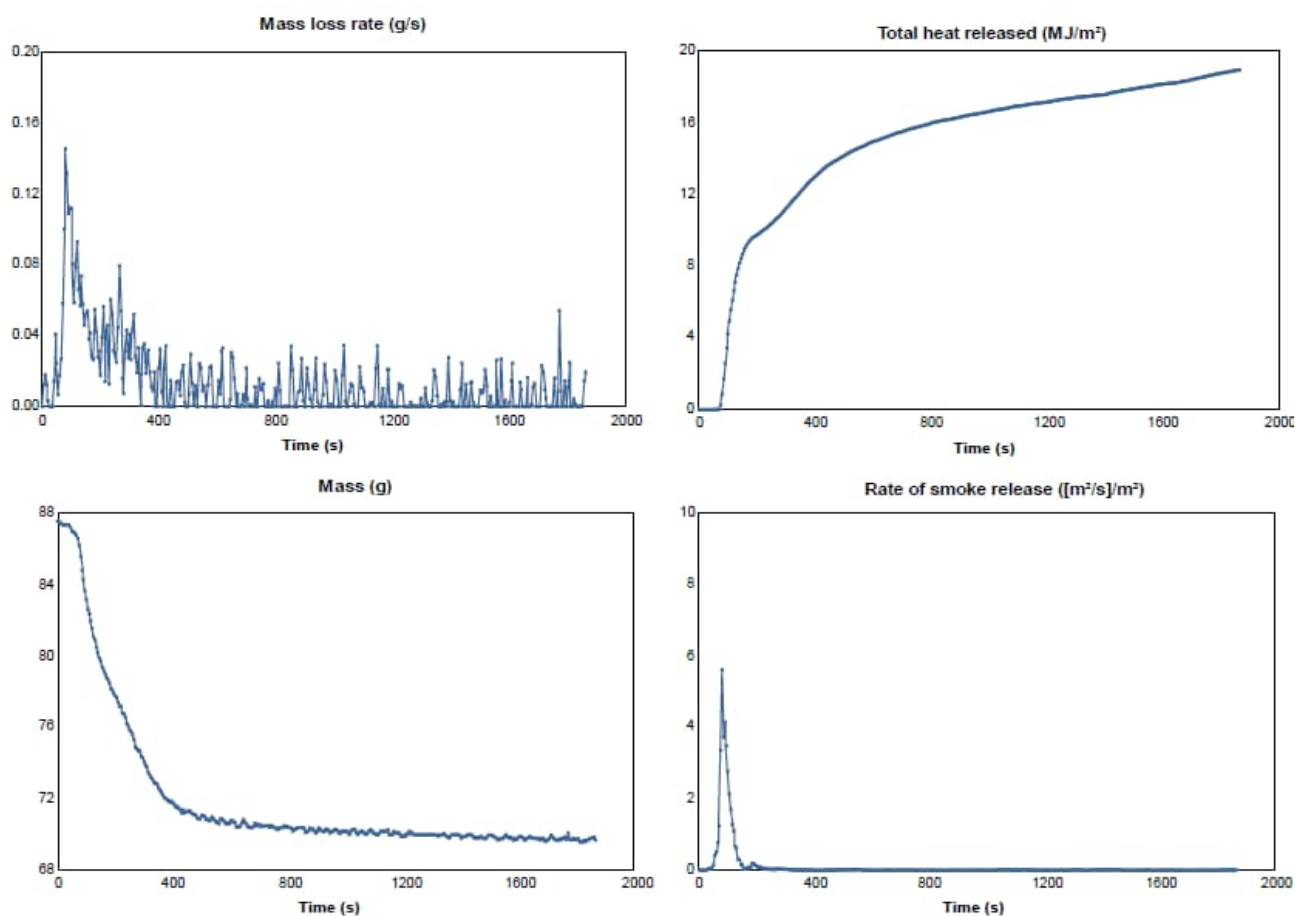 Mass loss rate (g/s)
0.20
0.16
0.12
0.08
0.04
0.00
0 400 800 1200 1600 2000
Time (s)
Total heat released (MJ/m²)
20
16
12
8
4
0
0 400 800 1200 1600 2000
Time (s)
Mass (g)
88
84
80
76
72
68
0 400 800 1200 1600 2000
Time (s)
Rate of smoke release ([m²/s]/m²)
10
8
6
4
2
0
0 400 800 1200 1600 2000
Time (s)